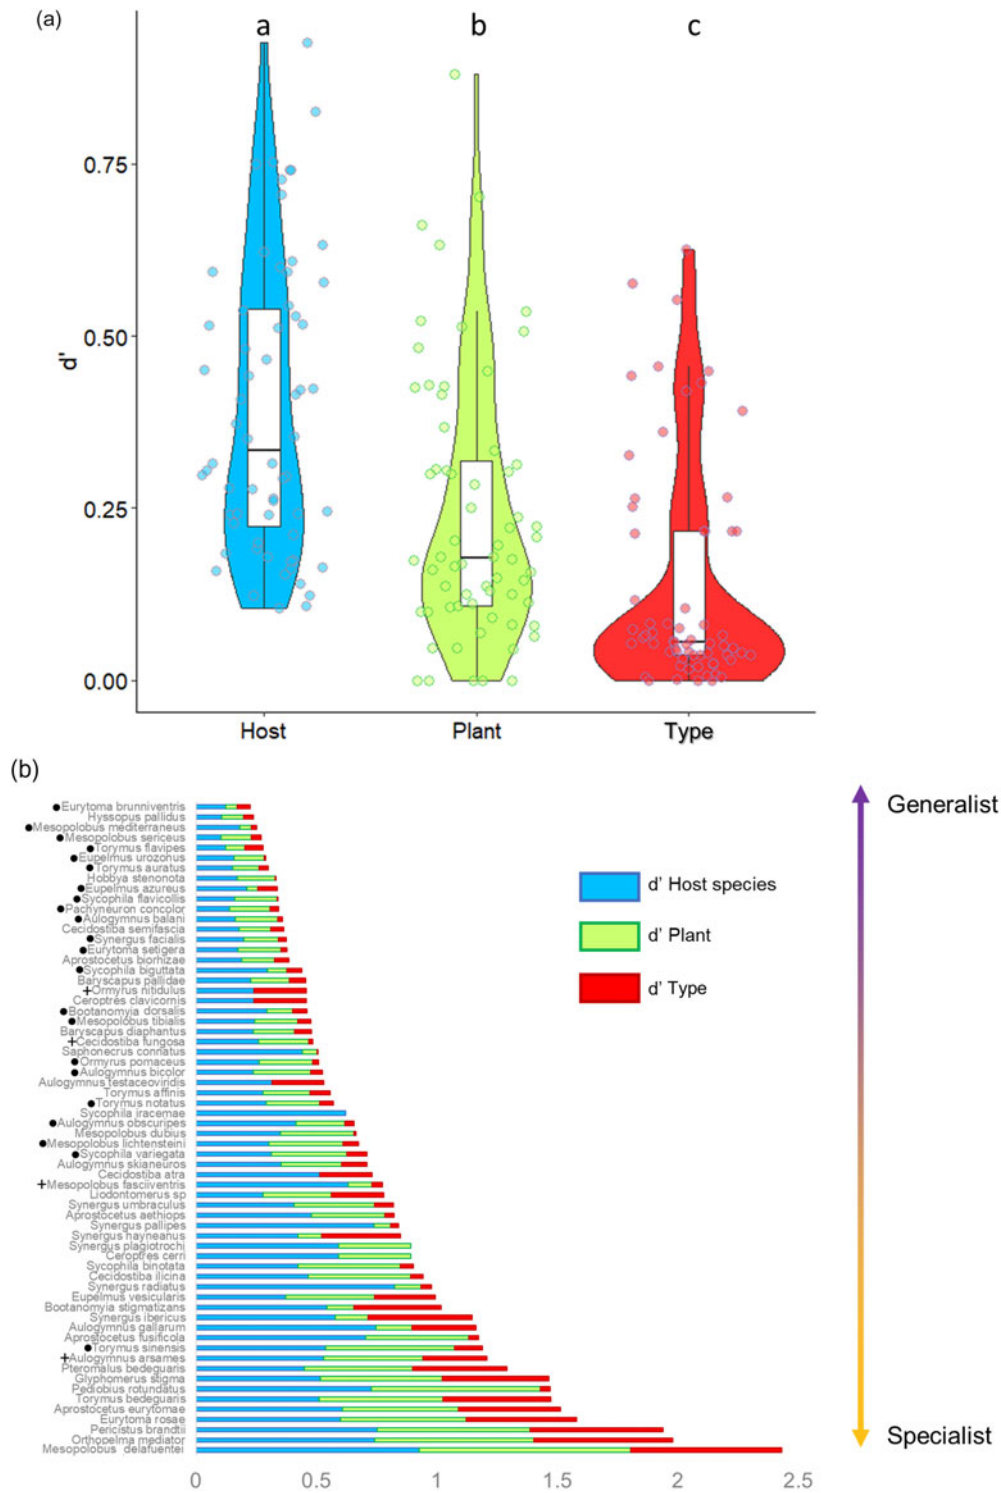 (a)
a b c
0.75
0.50
0.25
0.00
d'
Host Plant Type
(b)
●Eurytoma brunniventris
Hyssopus pallidus
●Mesopolobus mediterraneus
●Mesopolobus sericeus
●Torymus flavipes
●Eupelmus urozonus
●Torymus auratus
Hobbya stenonota
●Eupelmus azureus
●Sycophila flavicollis
●Pachyneuron concolor
●Aulogymnus balani
Cecidostiba semifascia
●Synergus facialis
●Eurytoma setigera
Aprostocetus biorhizae
●Sycophila biguttata
Baryscapus pallidae
+Ormyrus nitidulus
Ceroptres clavicornis
●Bootanomyia dorsalis
●Mesopolobus tibialis
Baryscapus diaphantus
+Cecidostiba fungosa
Saphonecrus connatus
●Ormyrus pomaceus
●Aulogymnus bicolor
Aulogymnus testaceoviridis
Torymus affinis
●Torymus notatus
Sycophila iracemae
●Aulogymnus obscuripes
Mesopolobus dubius
●Mesopolobus lichtensteini
●Sycophila variegata
Aulogymnus skianeuros
Cecidostiba atra
+Mesopolobus fasciiventris
Liodontomerus sp
Synergus umbraculus
Aprostocetus aethiops
Synergus pallipes
Synergus hayneanus
Synergus plagiotrochi
Ceroptres cerri
Sycophila binotata
Cecidostiba ilicina
Synergus radiatus
Eupelmus vesicularis
Bootanomyia stigmatizans
Synergus ibericus
Aulogymnus gallarum
Aprostocetus fusificola
●Torymus sinensis
+Aulogymnus arsames
Pteromalus bedeguaris
Glyphomerus stigma
Pediobius rotundatus
Torymus bedeguaris
Aprostocetus eurytomae
Eurytoma rosae
Periclistus brandtii
Orthopelma mediator
Mesopolobus delafuentei
0 0.5 1 1.5 2 2.5
d' Host species
d' Plant
d' Type
Generalist
Specialist